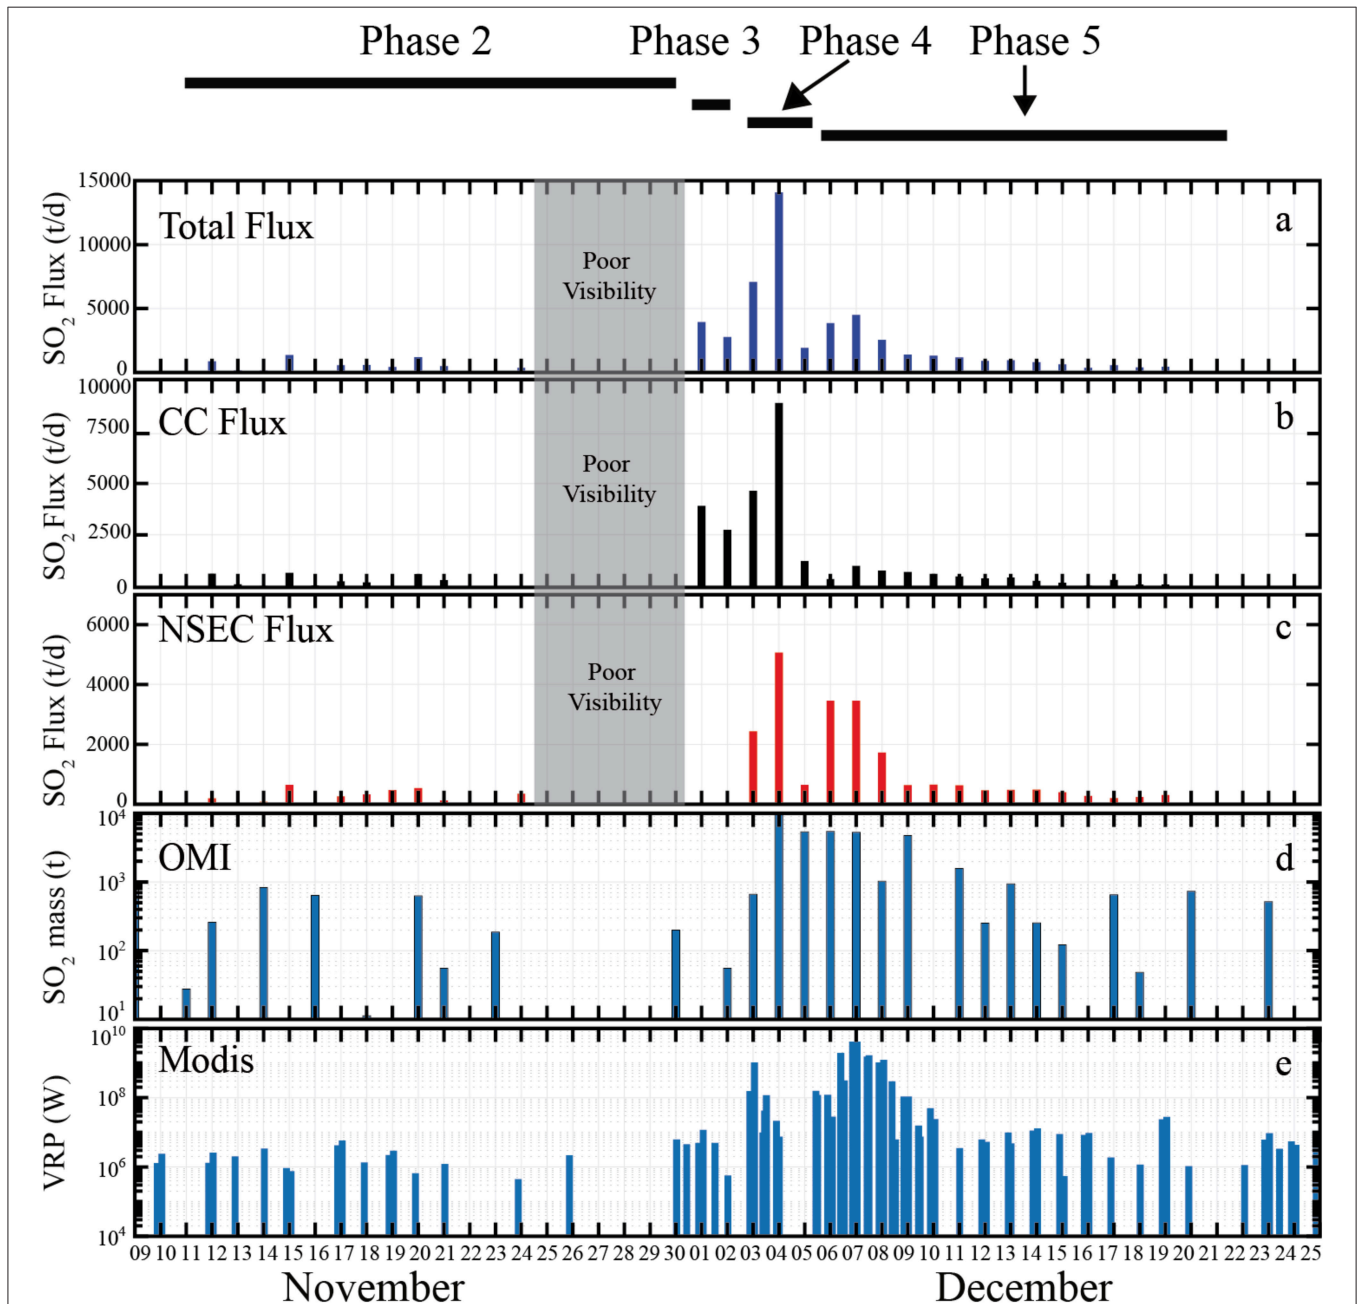 Phase 2 Phase 3 Phase 4 Phase 5
15000
10000
5000
0
SO2 Flux (t/d)
Total Flux
Poor
Visibility
a
10000
7500
5000
2500
0
SO2 Flux (t/d)
CC Flux
Poor
Visibility
b
6000
4000
2000
0
SO2 Flux (t/d)
NSEC Flux
Poor
Visibility
c
10^4
10^3
10^2
10^1
SO2 mass (t)
OMI
d
10^10
10^8
10^6
10^4
VRP (W)
Modis
e
09 10 11 12 13 14 15 16 17 18 19 20 21 22 23 24 25 26 27 28 29 30 01 02 03 04 05 06 07 08 09 10 11 12 13 14 15 16 17 18 19 20 21 22 23 24 25
November December